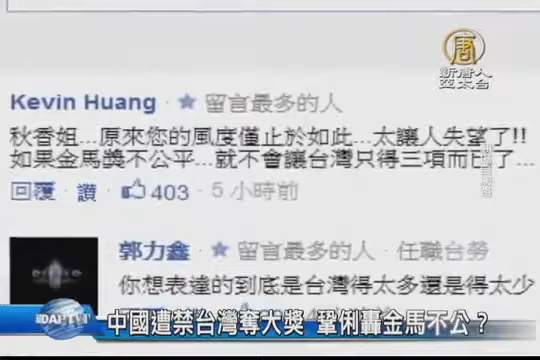 唐
新唐人
亞太台
Kevin Huang · ★ 留言最多的人
秋香姐...原來您的風度僅止於如此...太讓人失望了!!
如果金馬獎不公平...就不會讓台灣只得三項而已了...
回覆 · 讚 · 403 · 5 小時前
郭力鑫 · ★ 留言最多的人 · 任職台勞
你想表達的到底是台灣得太多還是得太少
中國遭禁台灣奪大獎 鞏俐轟金馬不公？